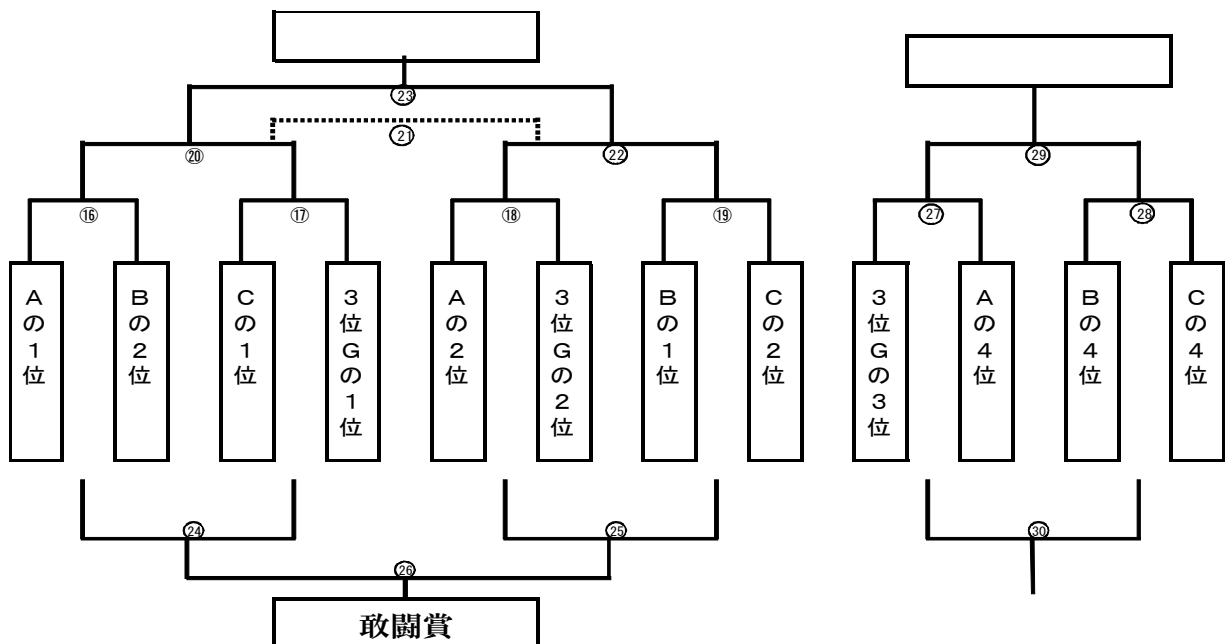 ㉓
㉑
⑳
㉒
㉙
⑯
⑰
⑱
⑲
㉗
㉘
Aの1位
Bの2位
Cの1位
3位Gの1位
Aの2位
3位Gの2位
Bの1位
Cの2位
3位Gの3位
Aの4位
Bの4位
Cの4位
㉔
㉕
㉚
㉖
敢闘賞